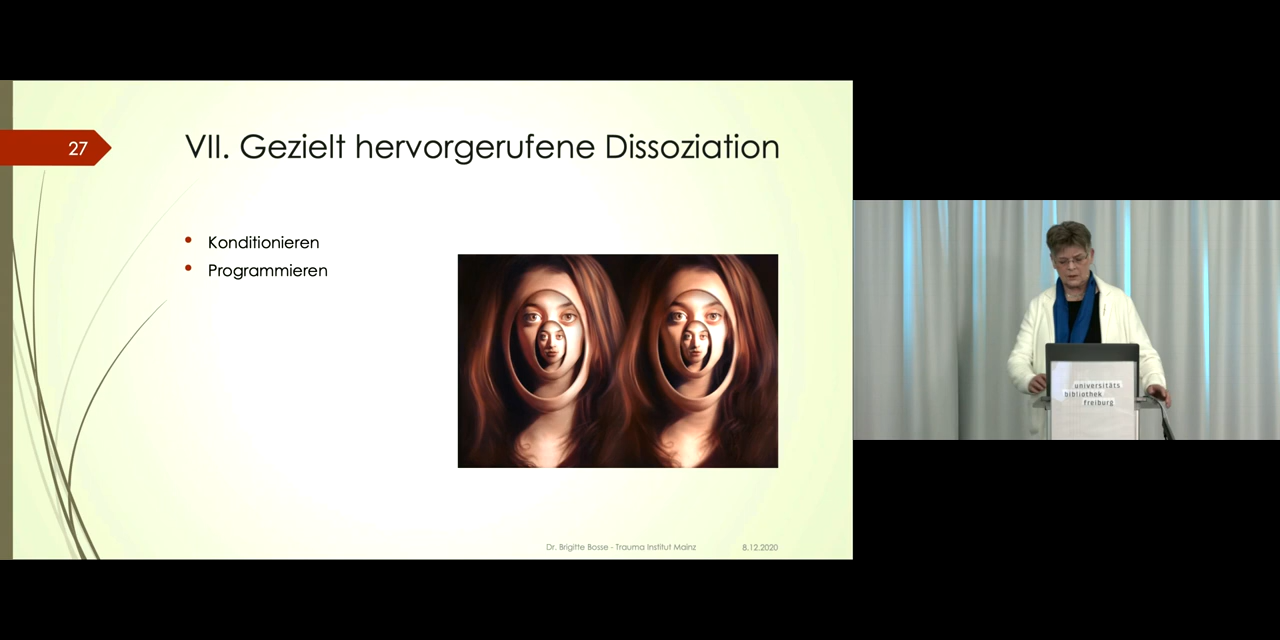 27
VII. Gezielt hervorgerufene Dissoziation
Konditionieren
Programmieren
Dr. Brigitte Bosse - Trauma Institut Mainz
8.12.2020
universitäts
bibliothek
freiburg